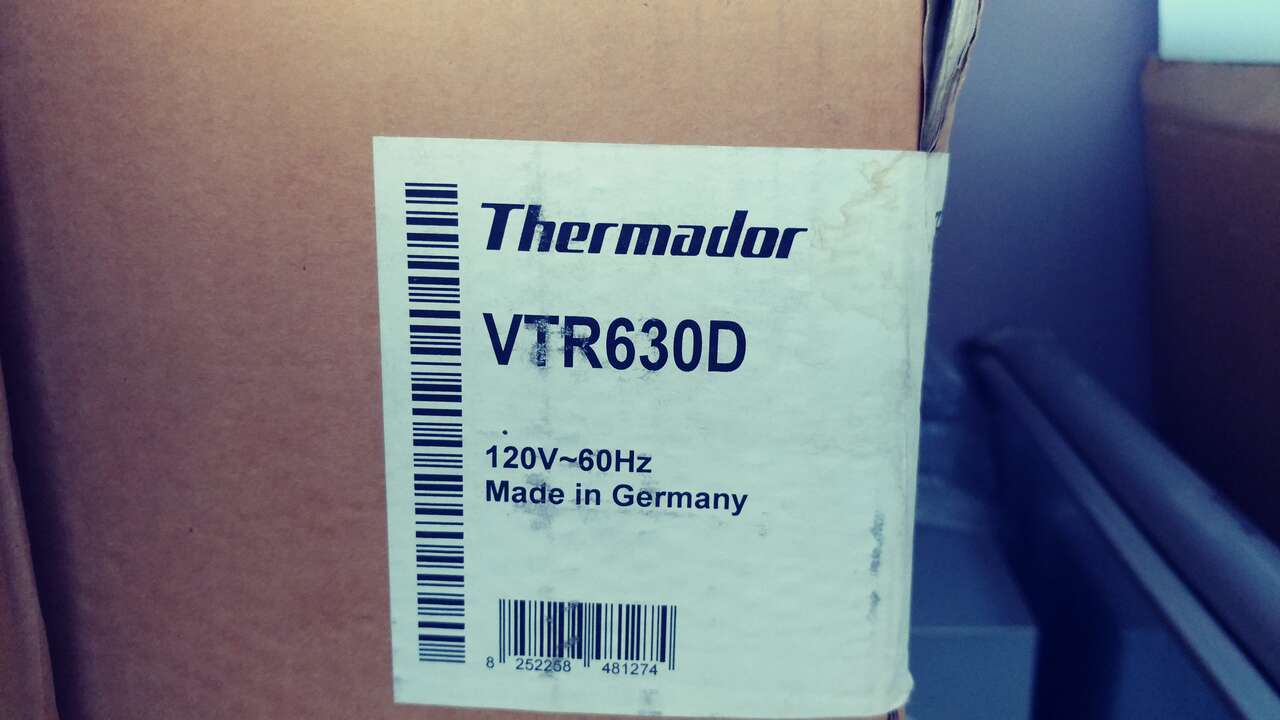 Thermador
VTR630D
120V~60Hz
Made in Germany
8 252258 481274